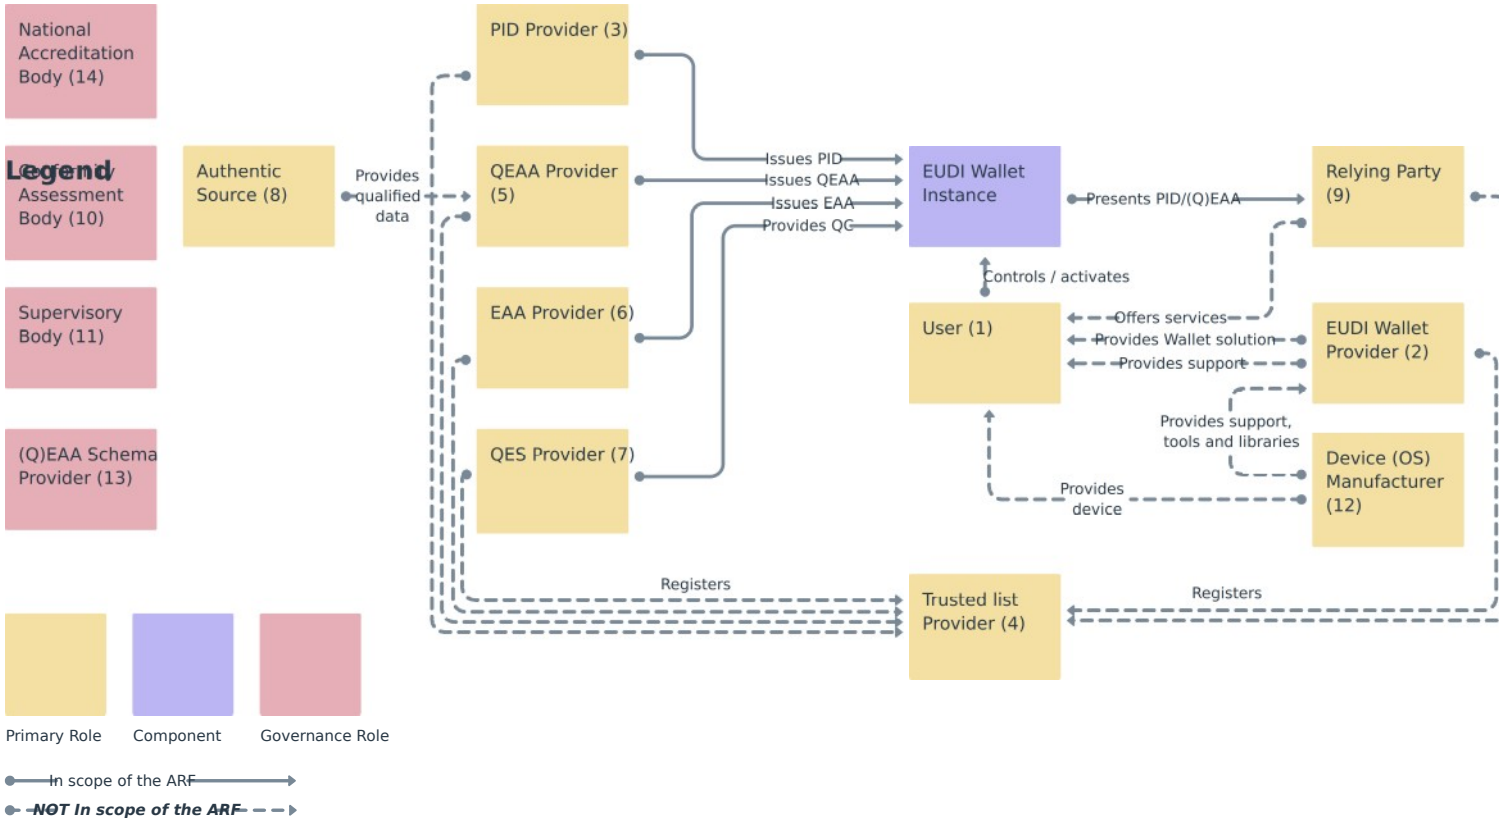 National
Accreditation
Body (14)
Legend
Assessment
Body (10)
Supervisory
Body (11)
(Q)EAA Schema
Provider (13)
Authentic
Source (8)
Provides
qualified
data
PID Provider (3)
QEAA Provider
(5)
EAA Provider (6)
QES Provider (7)
Issues PID
Issues QEAA
Issues EAA
Provides QC
EUDI Wallet
Instance
Presents PID/(Q)EAA
Relying Party
(9)
Controls / activates
User (1)
Offers services
Provides Wallet solution
Provides support
EUDI Wallet
Provider (2)
Provides support,
tools and libraries
Device (OS)
Manufacturer
(12)
Provides
device
Registers
Trusted list
Provider (4)
Registers
Primary Role
Component
Governance Role
In scope of the ARF
NOT In scope of the ARF